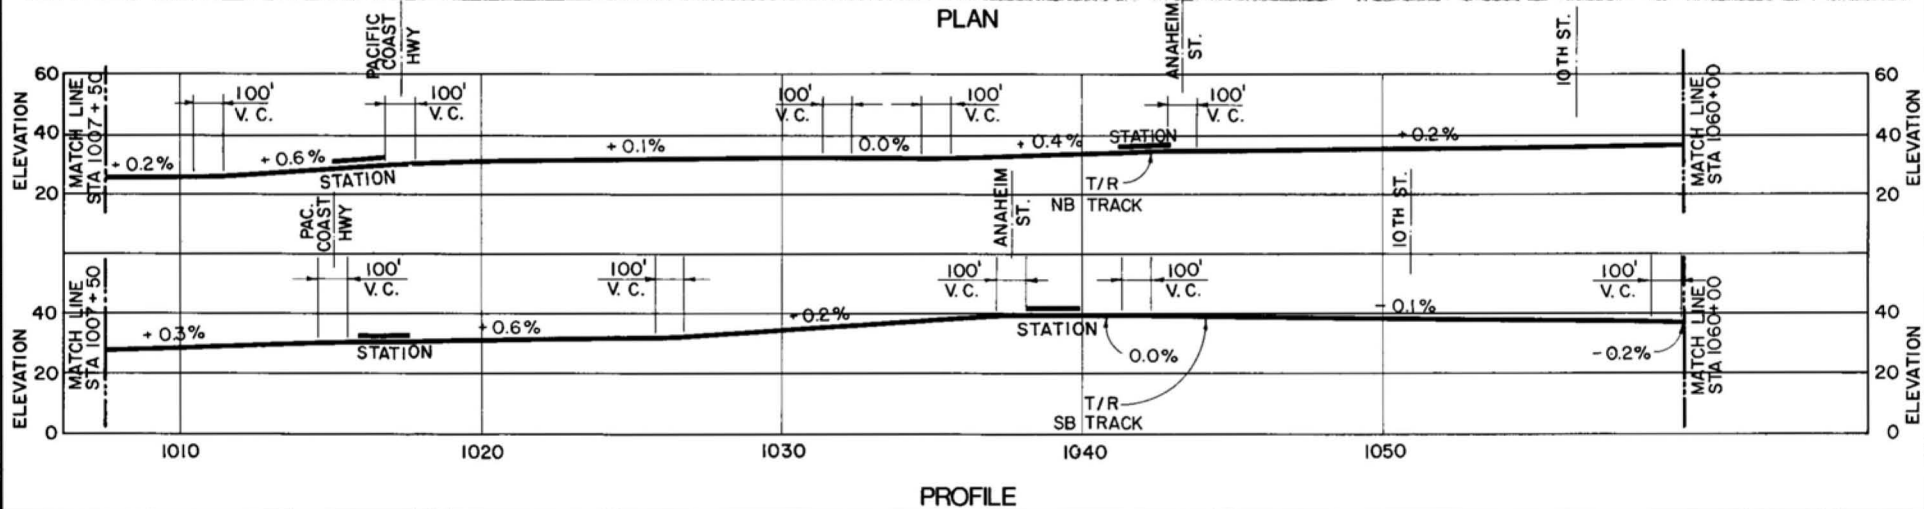 PLAN
PACIFIC
COAST
HWY
ANAHEIM
ST.
10TH ST.
60
ELEVATION
40
20
MATCH LINE
STA 1007+50
100'
V. C.
100'
V. C.
100'
V. C.
100'
V. C.
100'
V. C.
+ 0.2%
+ 0.6%
STATION
+ 0.1%
0.0%
+ 0.4%
STATION
+ 0.2%
T/R
NB TRACK
MATCH LINE
STA 1060+00
60
40
20
ELEVATION
PAC.
COAST
HWY
ANAHEIM
ST.
10TH ST.
ELEVATION
40
20
0
MATCH LINE
STA 1007+50
100'
V. C.
100'
V. C.
100'
V. C.
100'
V. C.
100'
V. C.
+ 0.3%
STATION
+ 0.6%
+0.2%
STATION
0.0%
- 0.1%
- 0.2%
T/R
SB TRACK
MATCH LINE
STA 1060+00
40
20
0
ELEVATION
1010
1020
1030
1040
1050
PROFILE